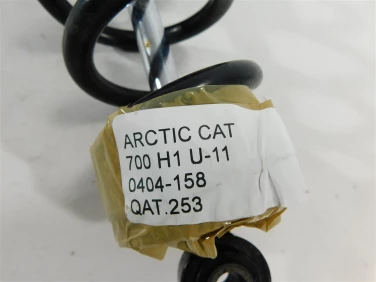 ARCTIC CAT
700 H1 U-11
0404-158
QAT.253